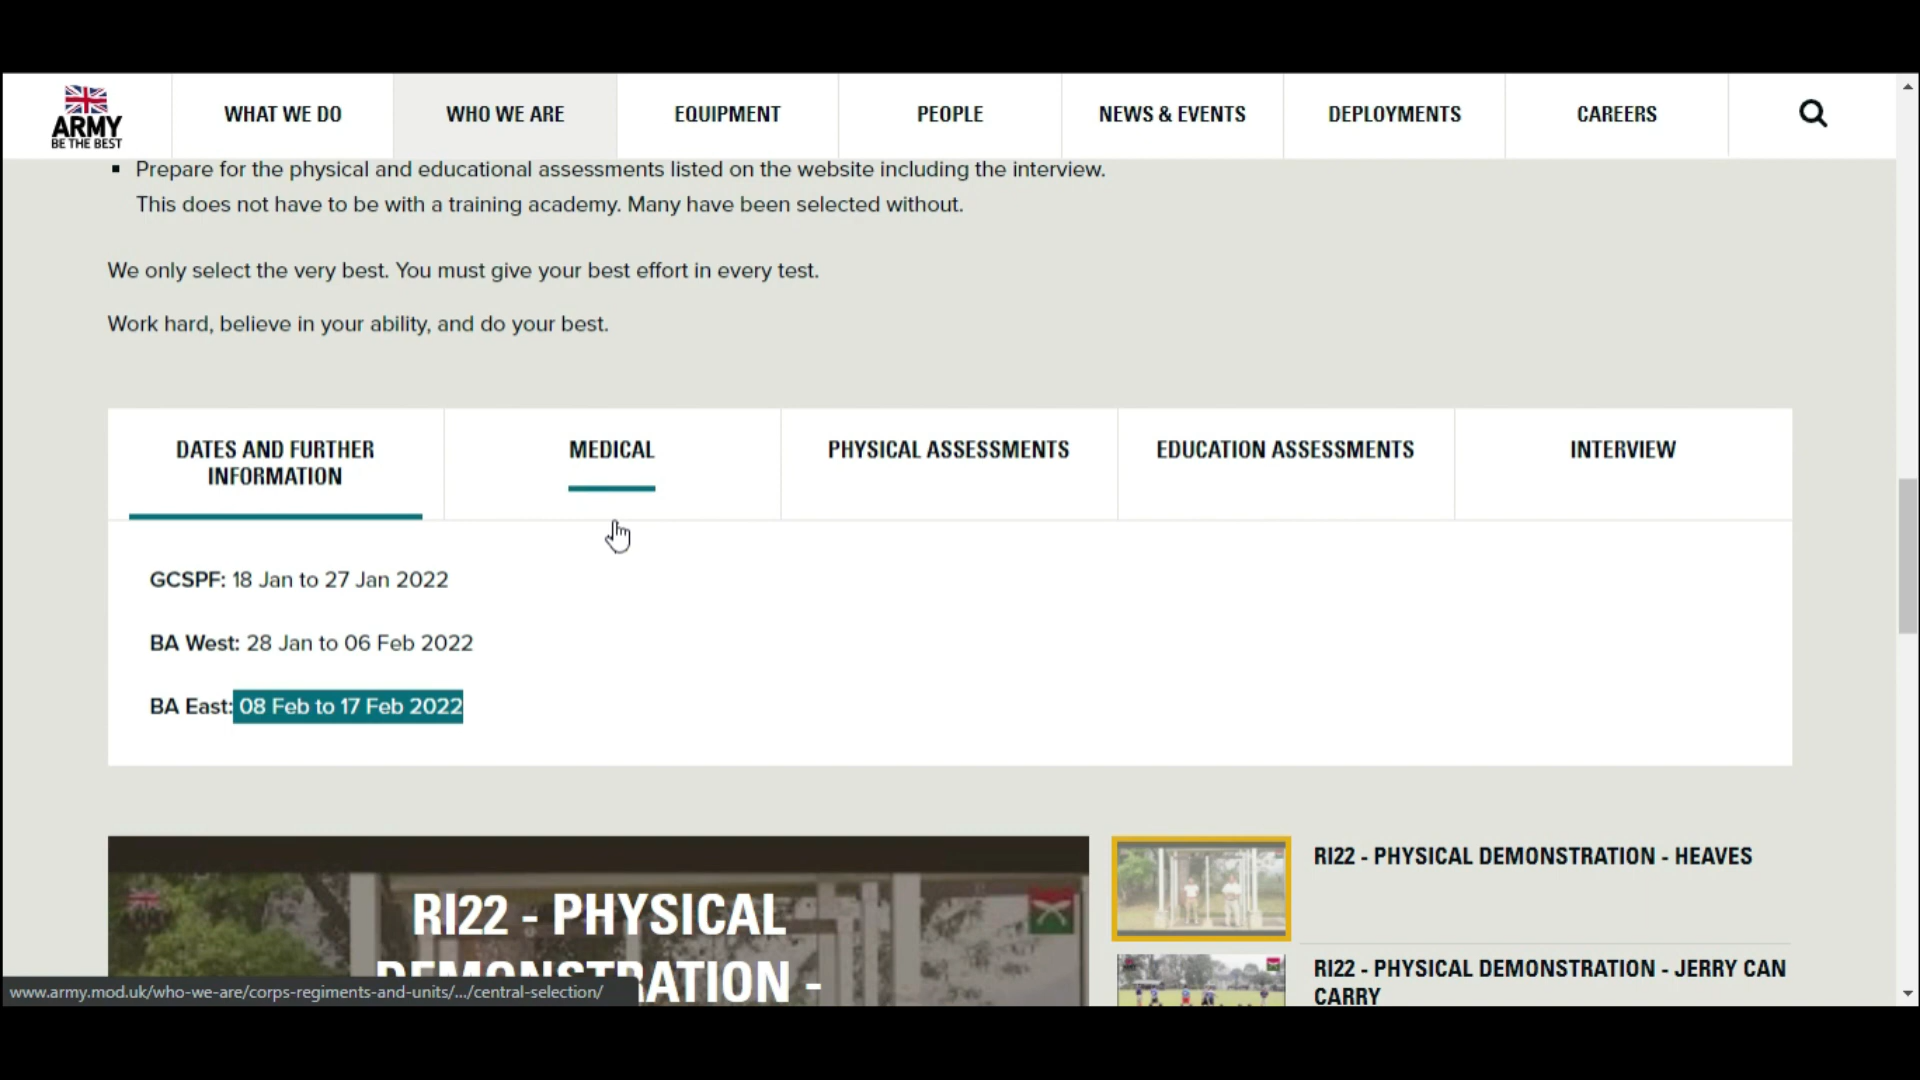 ARMY
BE THE BEST
WHAT WE DO
WHO WE ARE
EQUIPMENT
PEOPLE
NEWS & EVENTS
DEPLOYMENTS
CAREERS
Prepare for the physical and educational assessments listed on the website including the interview.
This does not have to be with a training academy. Many have been selected without.
We only select the very best. You must give your best effort in every test.
Work hard, believe in your ability, and do your best.
DATES AND FURTHER
INFORMATION
MEDICAL
PHYSICAL ASSESSMENTS
EDUCATION ASSESSMENTS
INTERVIEW
GCSPF: 18 Jan to 27 Jan 2022
BA West: 28 Jan to 06 Feb 2022
BA East: 08 Feb to 17 Feb 2022
RI22 - PHYSICAL
DEMONSTRATION -
RI22 - PHYSICAL DEMONSTRATION - HEAVES
RI22 - PHYSICAL DEMONSTRATION - JERRY CAN
CARRY
www.army.mod.uk/who-we-are/corps-regiments-and-units/.../central-selection/